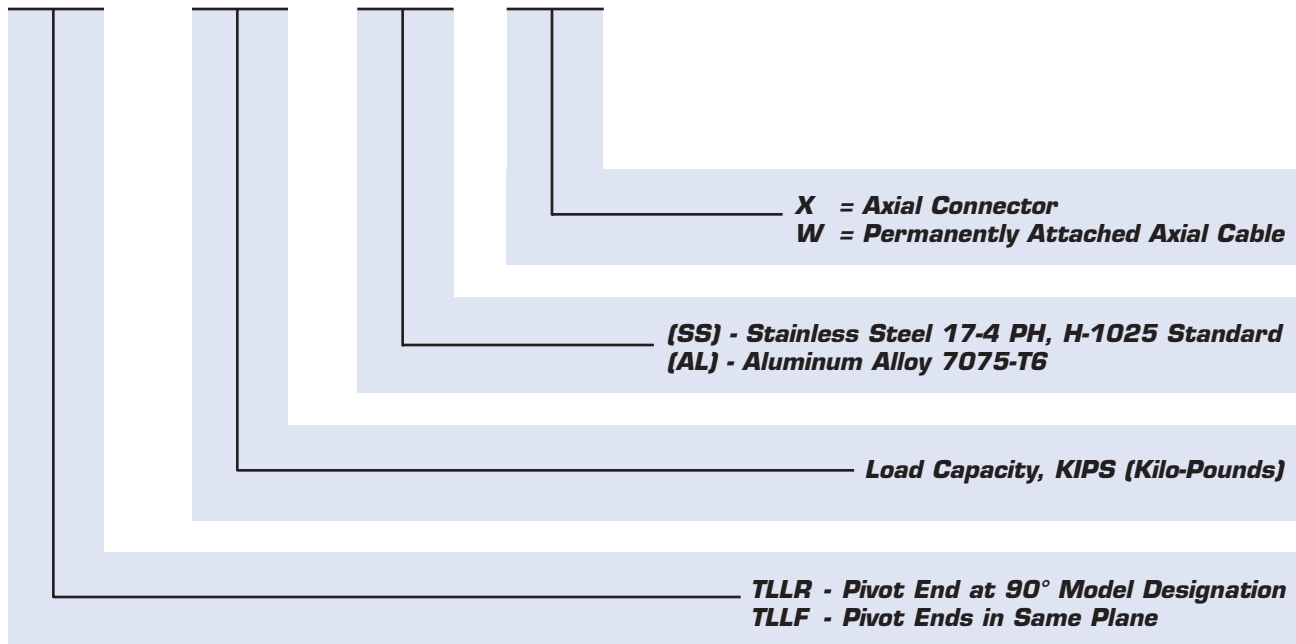 X = Axial Connector
W = Permanently Attached Axial Cable
(SS) - Stainless Steel 17-4 PH, H-1025 Standard
(AL) - Aluminum Alloy 7075-T6
Load Capacity, KIPS (Kilo-Pounds)
TLLR - Pivot End at 90° Model Designation
TLLF - Pivot Ends in Same Plane